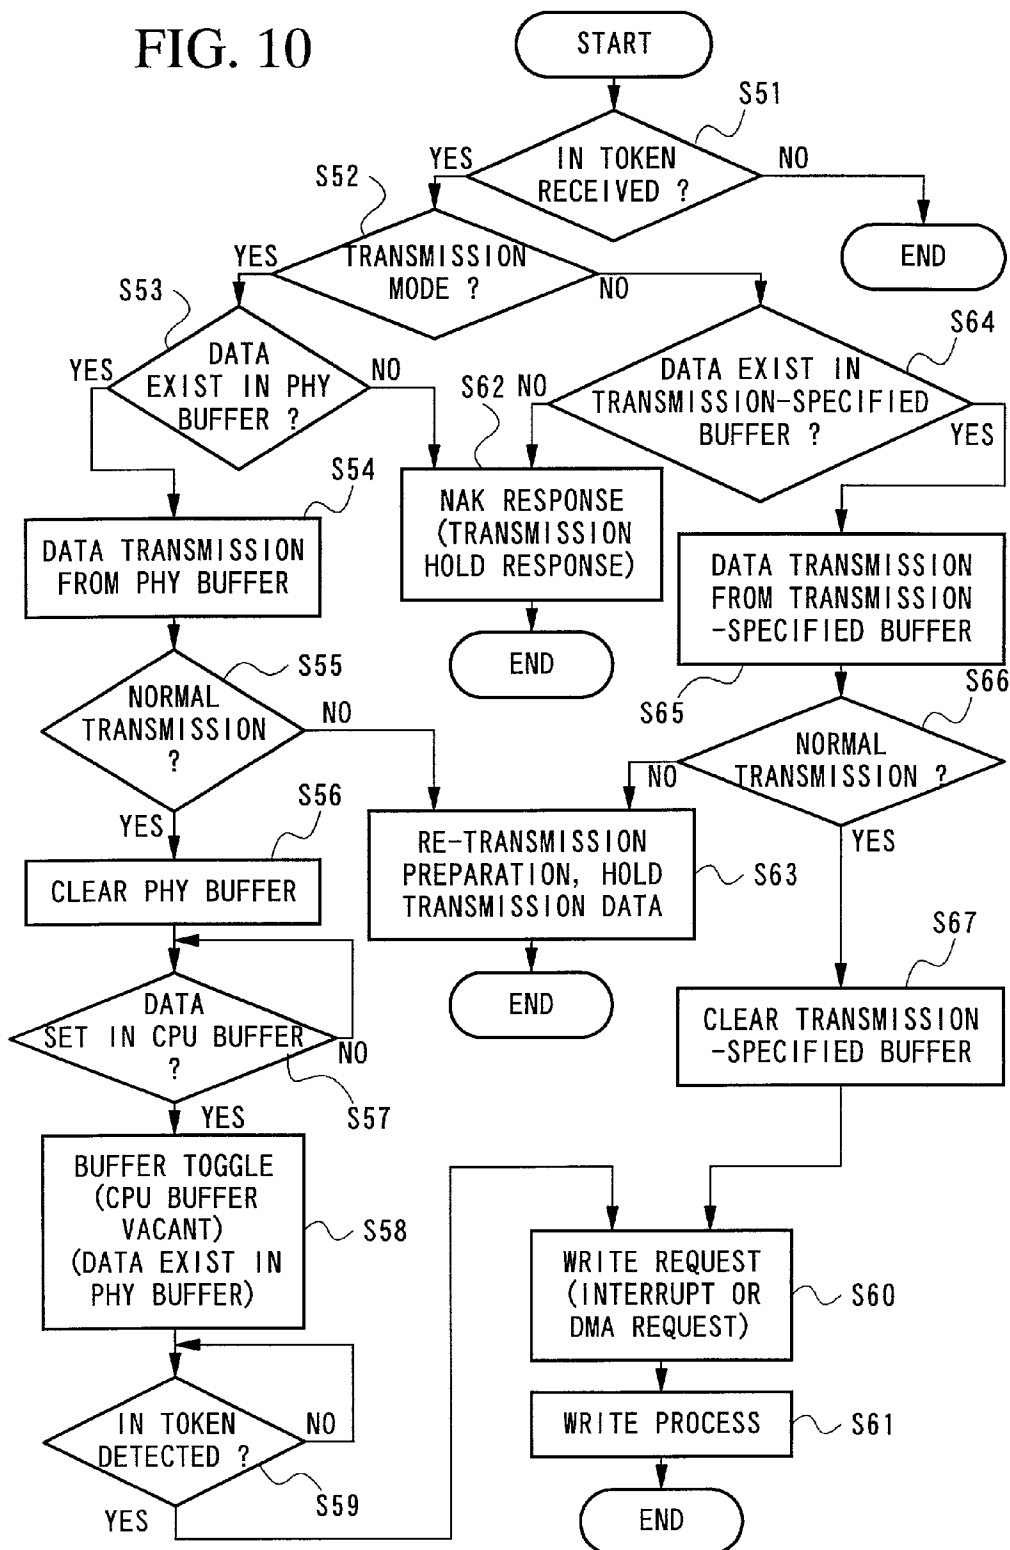 FIG. 10
START
S51
IN TOKEN
RECEIVED ?
YES
NO
END
S52
TRANSMISSION
MODE ?
YES
NO
S53
DATA
EXIST IN PHY
BUFFER ?
YES
NO
S64
DATA EXIST IN
TRANSMISSION-SPECIFIED
BUFFER ?
NO
YES
S62
NAK RESPONSE
(TRANSMISSION
HOLD RESPONSE)
END
S54
DATA TRANSMISSION
FROM PHY BUFFER
DATA TRANSMISSION
FROM TRANSMISSION
-SPECIFIED BUFFER
S65
S55
NORMAL
TRANSMISSION
?
NO
YES
S66
NORMAL
TRANSMISSION ?
NO
YES
S56
CLEAR PHY BUFFER
RE-TRANSMISSION
PREPARATION, HOLD
TRANSMISSION DATA
S63
END
S67
CLEAR TRANSMISSION
-SPECIFIED BUFFER
DATA
SET IN CPU BUFFER
?
NO
S57
YES
BUFFER TOGGLE
(CPU BUFFER
VACANT)
(DATA EXIST IN
PHY BUFFER)
S58
WRITE REQUEST
(INTERRUPT OR
DMA REQUEST)
S60
IN TOKEN
DETECTED ?
NO
S59
YES
WRITE PROCESS
S61
END